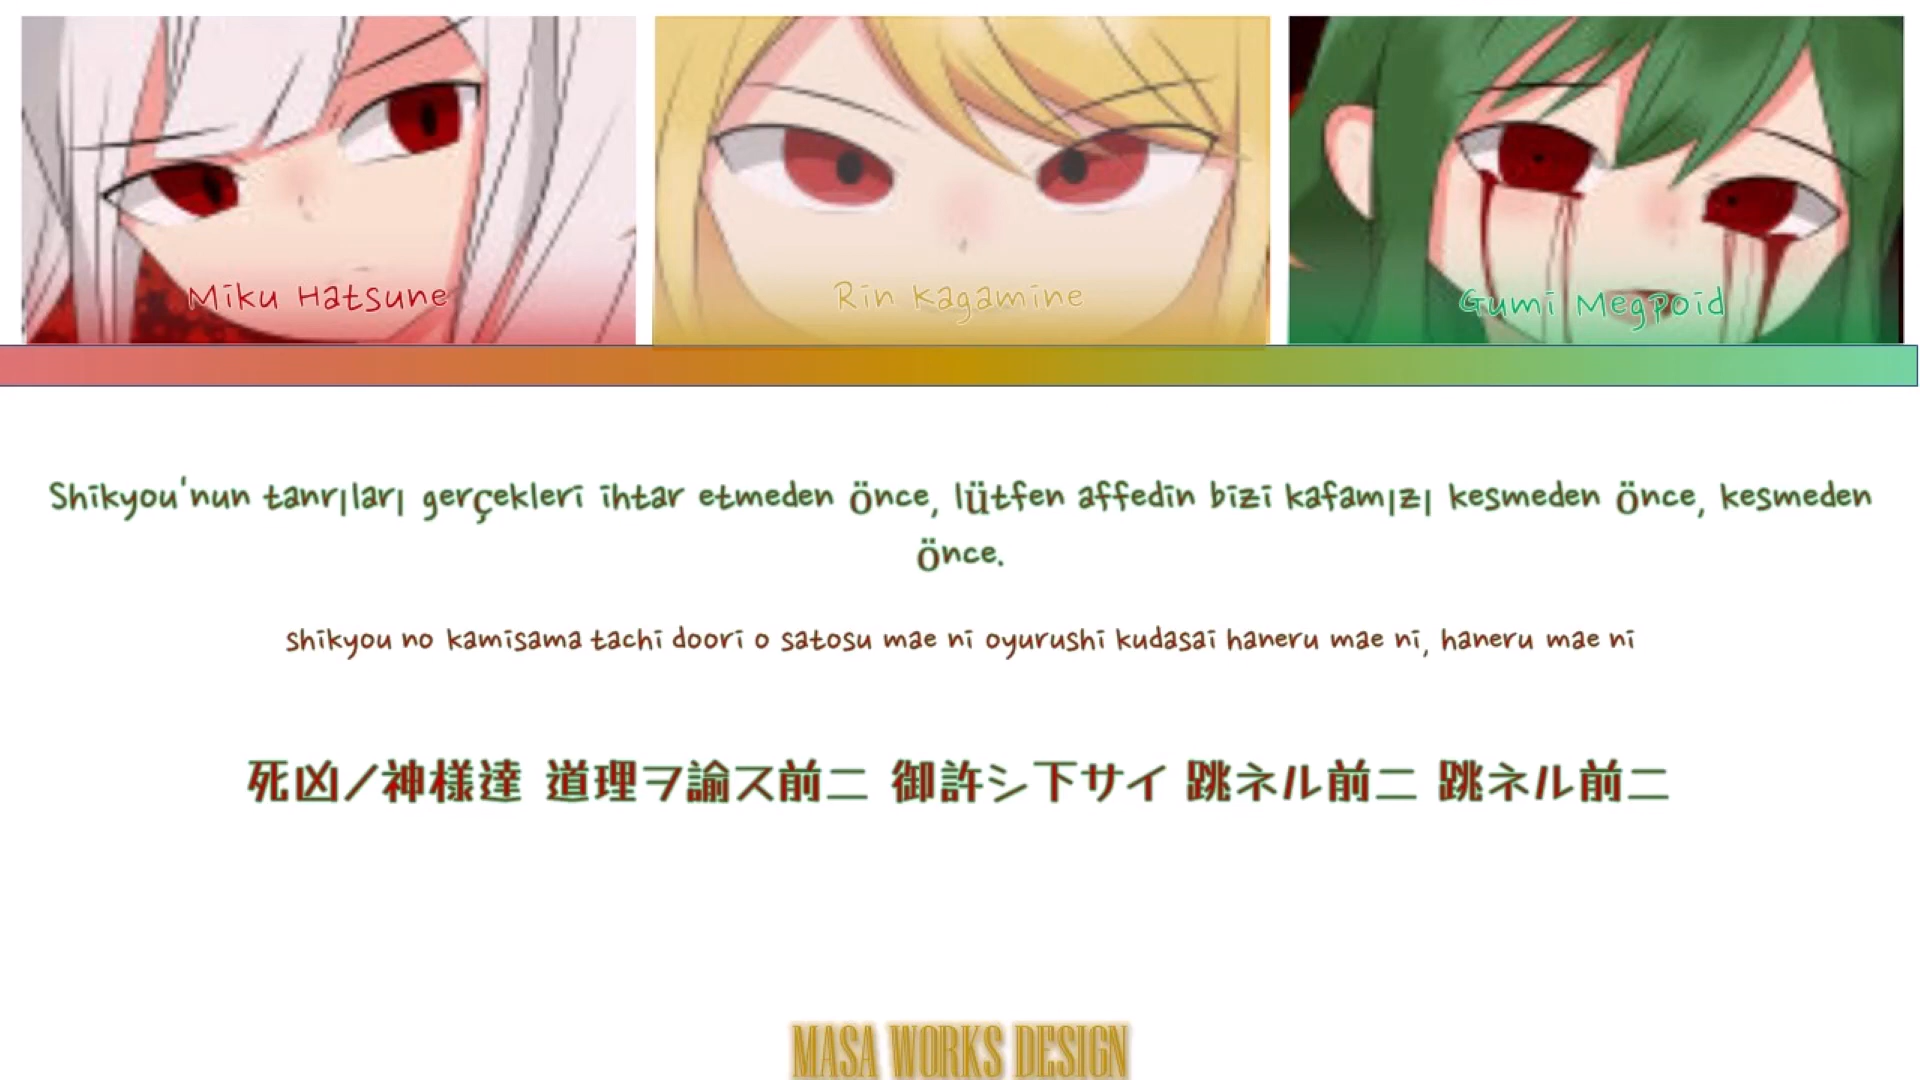 Miku Hatsune
Rin Kagamine
Gumi Megpoid
Shikyou'nun tanrıları gerçekleri ihtar etmeden önce, lütfen affedin bizi kafamızı kesmeden önce, kesmeden
önce.
shikyou no kamisama tachi doori o satosu mae ni oyurushi kudasai haneru mae ni, haneru mae ni
死凶ノ神様達 道理ヲ諭ス前ニ 御許シ下サイ 跳ネル前ニ 跳ネル前ニ
MASA WORKS DESIGN